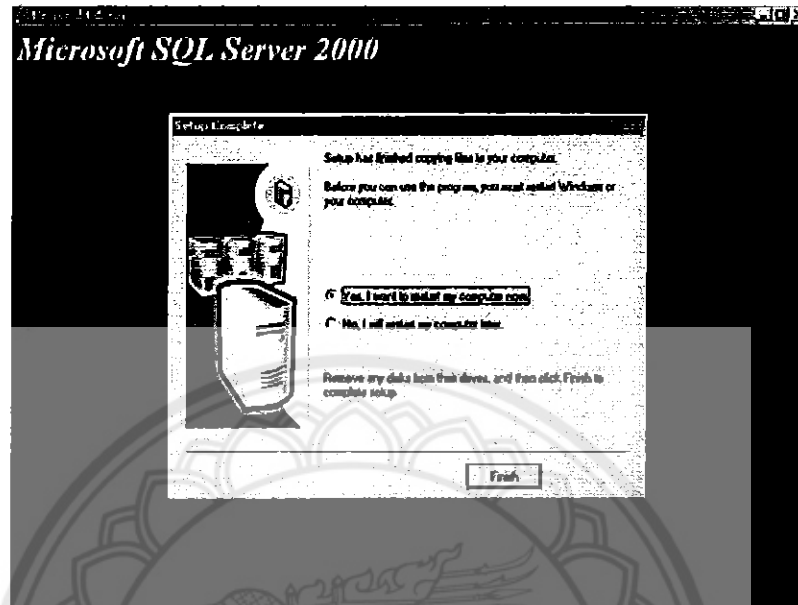 Microsoft SQL Server 2000
Setup Complete
Setup has finished copying files to your computer.
Before you can use the program, you must restart Windows or
your computer.
Yes, I want to restart my computer now.
No, I will restart my computer later.
Remove any disks from their drives, and then click Finish to
complete setup.
Finish